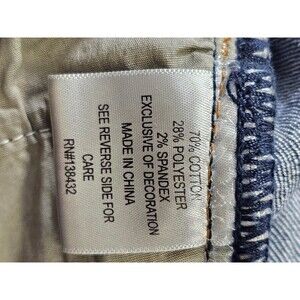 70% COTTON
28% POLYESTER
2% SPANDEX
EXCLUSIVE OF DECORATION
MADE IN CHINA
SEE REVERSE SIDE FOR
CARE
RN#138432